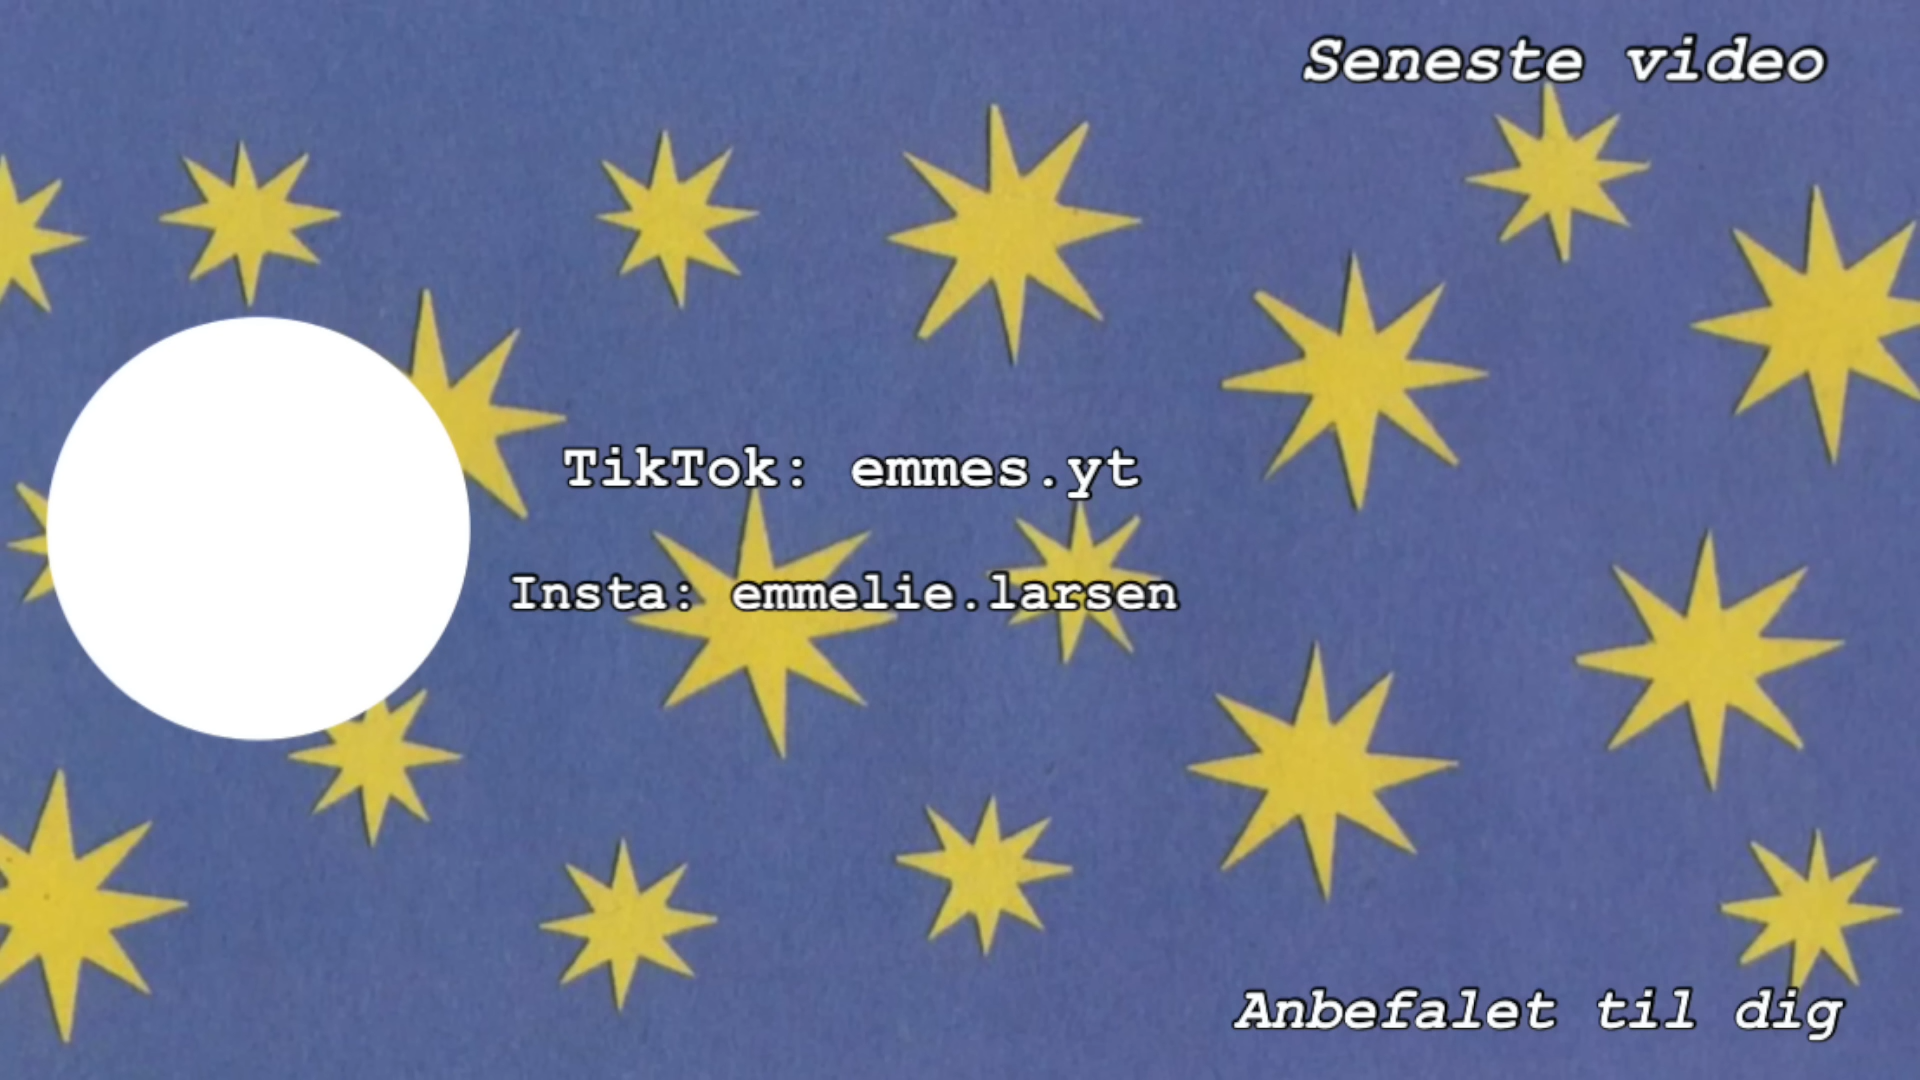 Seneste video
TikTok: emmes.yt
Insta: emmelie.larsen
Anbefalet til dig